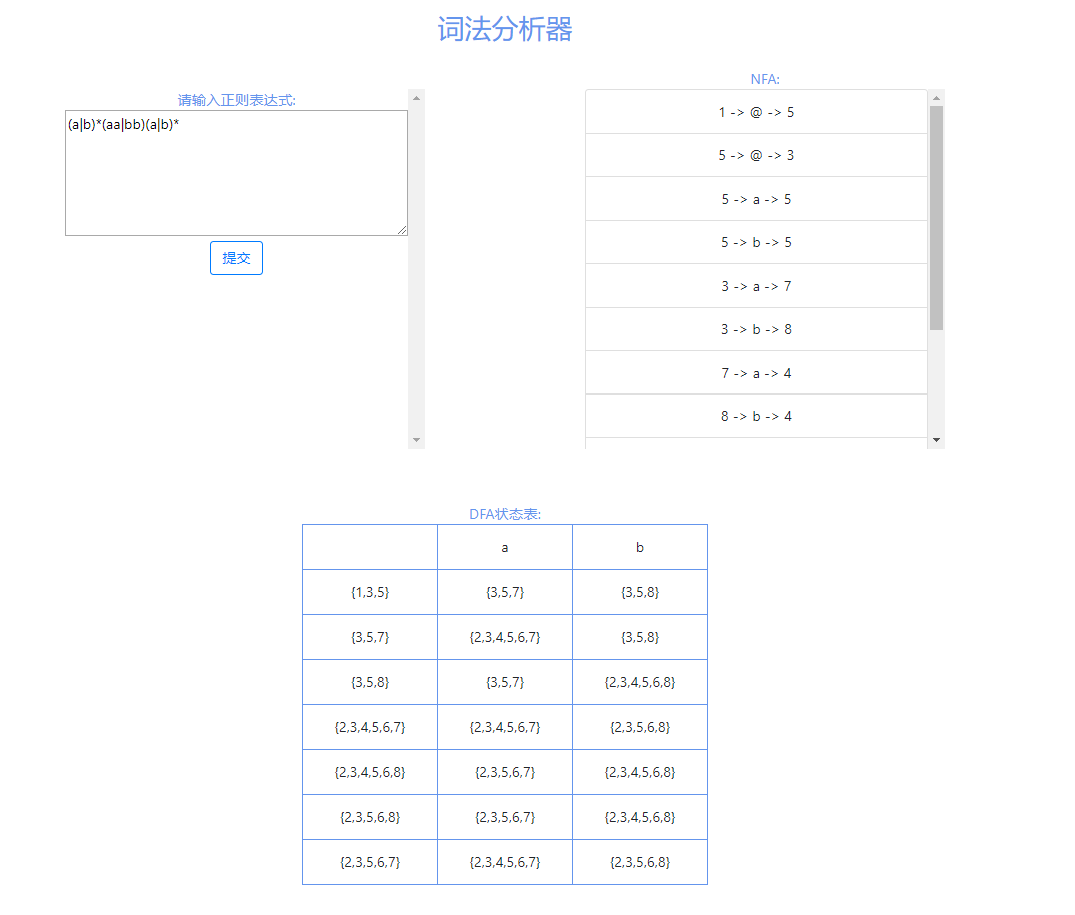 词法分析器
请输入正则表达式:
(a|b)*(aa|bb)(a|b)*
提交
NFA:
1 -> @ -> 5
5 -> @ -> 3
5 -> a -> 5
5 -> b -> 5
3 -> a -> 7
3 -> b -> 8
7 -> a -> 4
8 -> b -> 4
DFA状态表:
a b
{1,3,5} {3,5,7} {3,5,8}
{3,5,7} {2,3,4,5,6,7} {3,5,8}
{3,5,8} {3,5,7} {2,3,4,5,6,8}
{2,3,4,5,6,7} {2,3,4,5,6,7} {2,3,5,6,8}
{2,3,4,5,6,8} {2,3,5,6,7} {2,3,4,5,6,8}
{2,3,5,6,8} {2,3,5,6,7} {2,3,4,5,6,8}
{2,3,5,6,7} {2,3,4,5,6,7} {2,3,5,6,8}